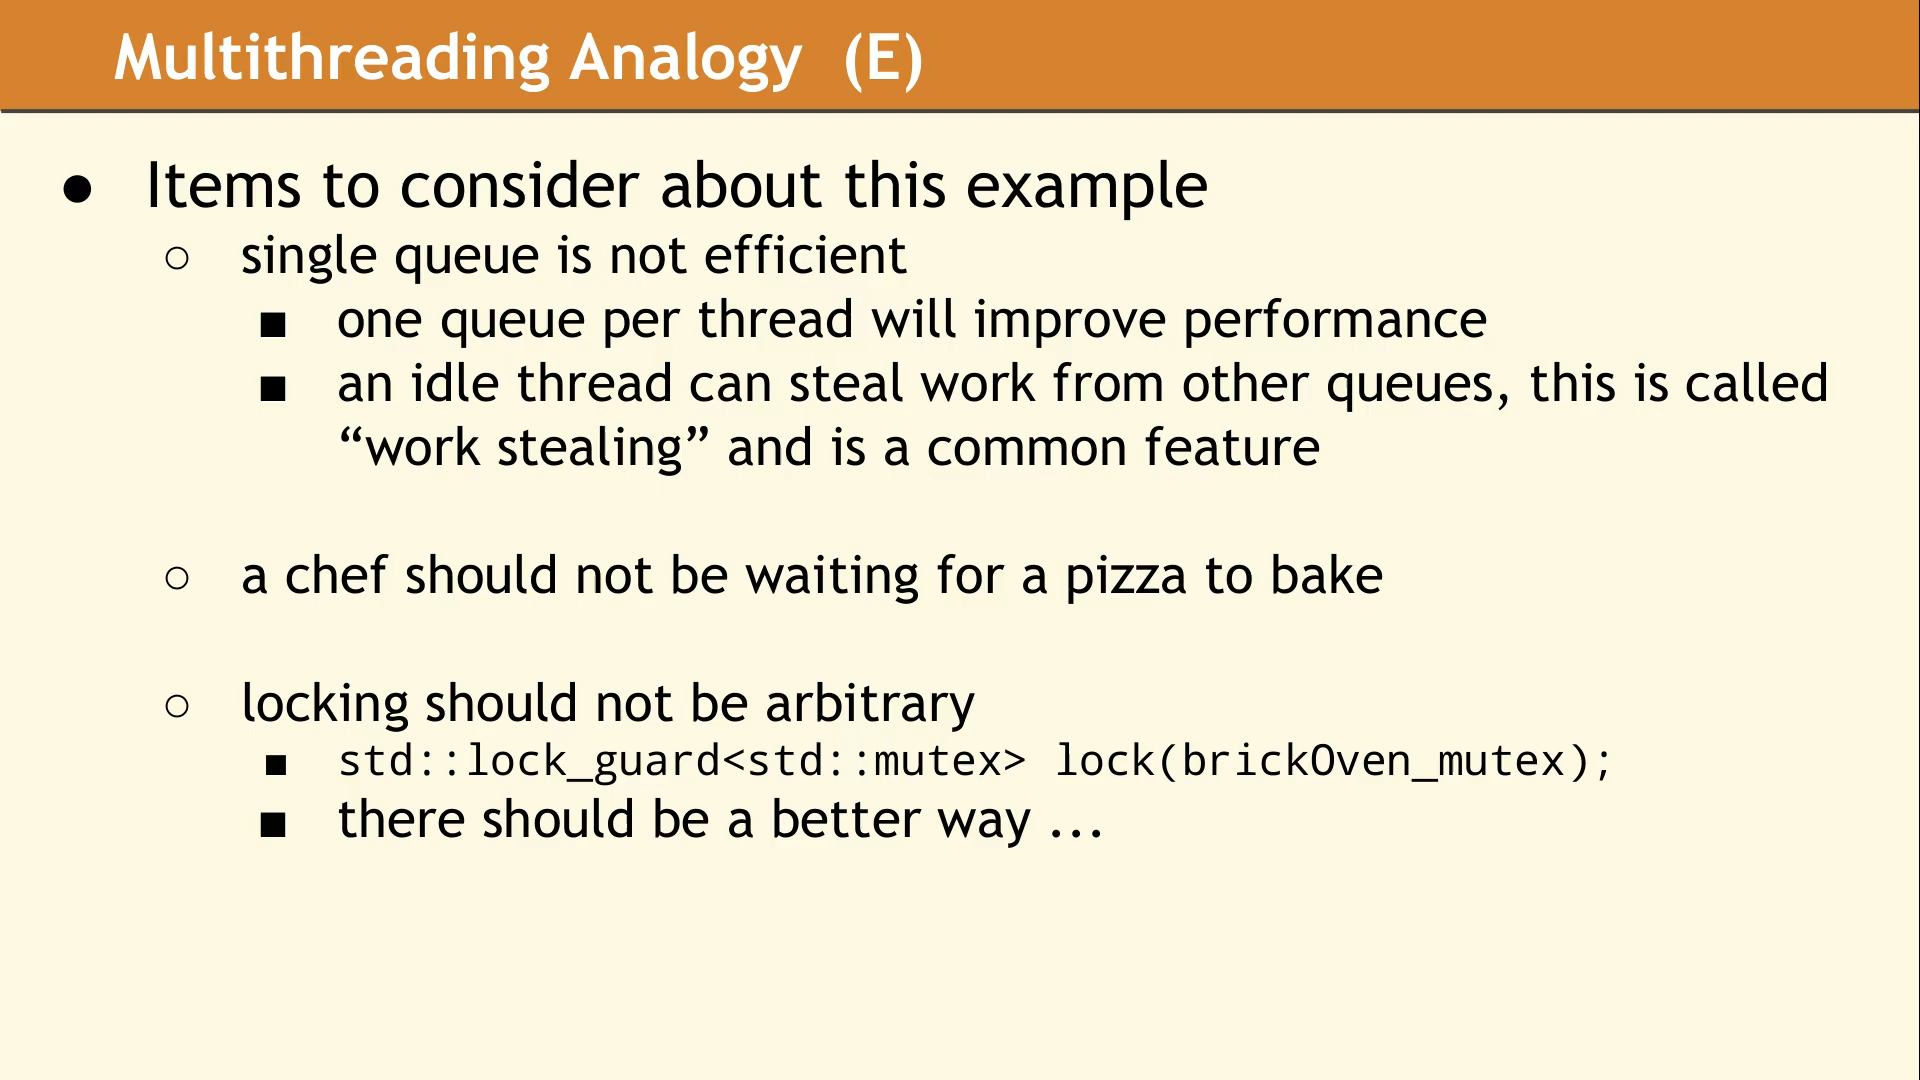 Multithreading Analogy (E)
● Items to consider about this example
○ single queue is not efficient
■ one queue per thread will improve performance
■ an idle thread can steal work from other queues, this is called
“work stealing” and is a common feature
○ a chef should not be waiting for a pizza to bake
○ locking should not be arbitrary
■ std::lock_guard<std::mutex> lock(brickOven_mutex);
■ there should be a better way ...